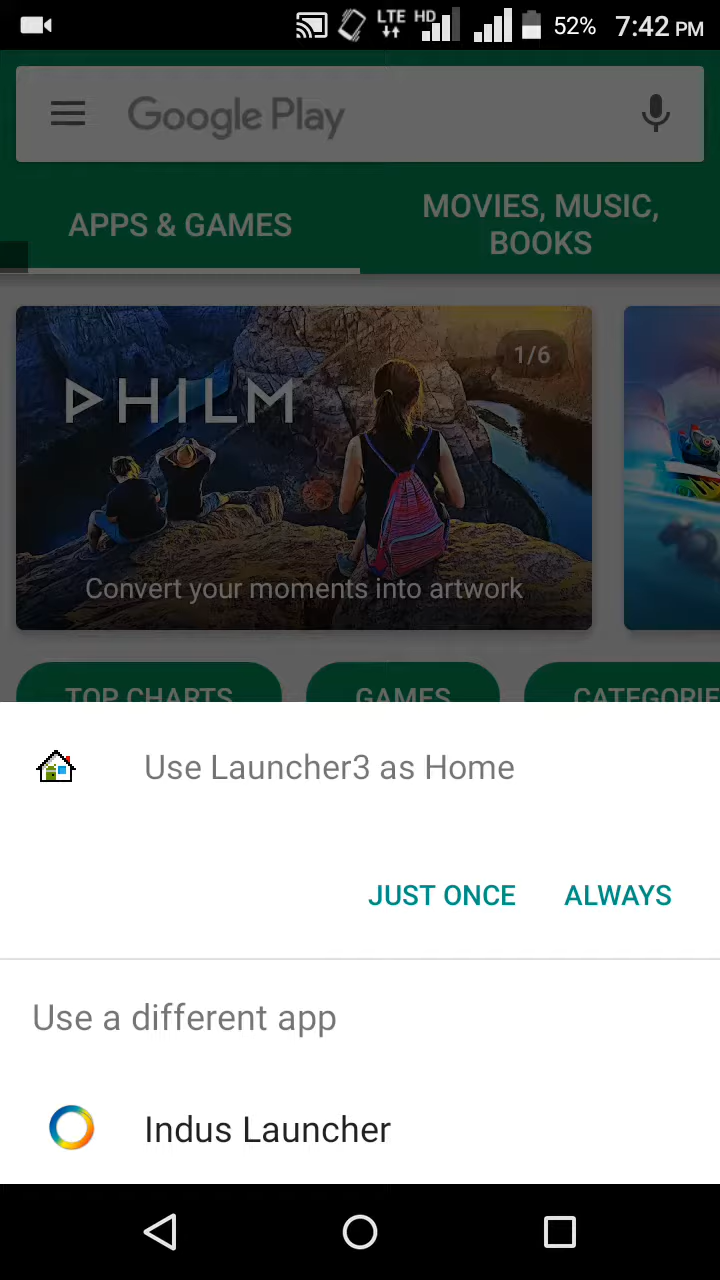 LTE HD 52% 7:42 PM
Google Play
APPS & GAMES
MOVIES, MUSIC,
BOOKS
1/6
PHILM
Convert your moments into artwork
TOP CHARTS GAMES CATEGORIE
Use Launcher3 as Home
JUST ONCE ALWAYS
Use a different app
Indus Launcher